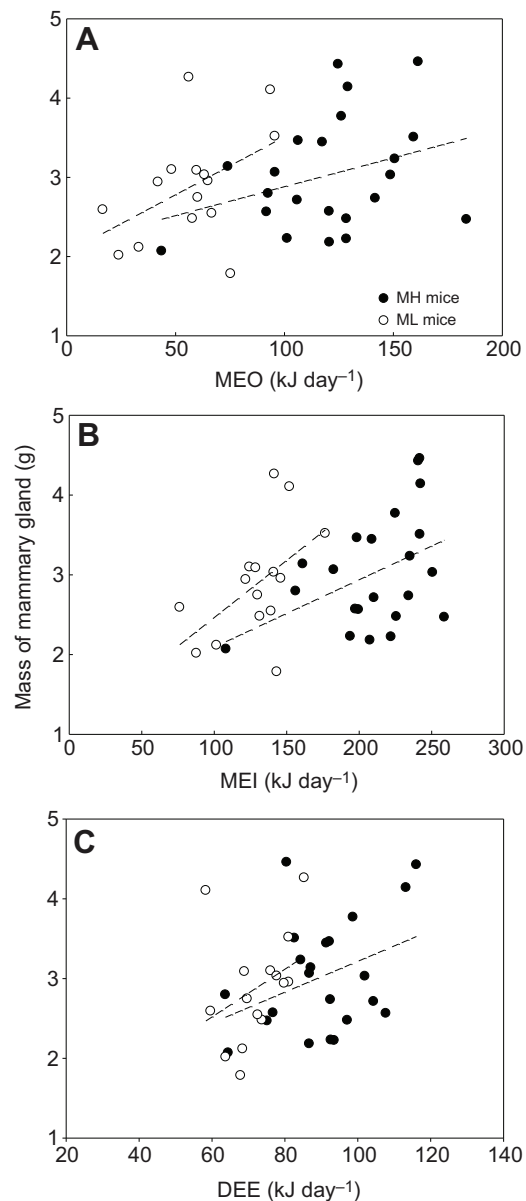 A
5
4
3
2
1
0 50 100 150 200
MEO (kJ day⁻¹)
● MH mice
○ ML mice
B
5
4
3
2
1
0 50 100 150 200 250 300
MEI (kJ day⁻¹)
Mass of mammary gland (g)
C
5
4
3
2
1
20 40 60 80 100 120 140
DEE (kJ day⁻¹)